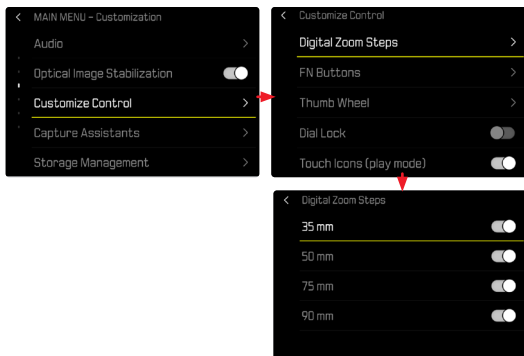 MAIN MENU – Customization
Audio
Optical Image Stabilization
Customize Control
Capture Assistants
Storage Management
Customize Control
Digital Zoom Steps
FN Buttons
Thumb Wheel
Dial Lock
Touch Icons (play mode)
Digital Zoom Steps
35 mm
50 mm
75 mm
90 mm